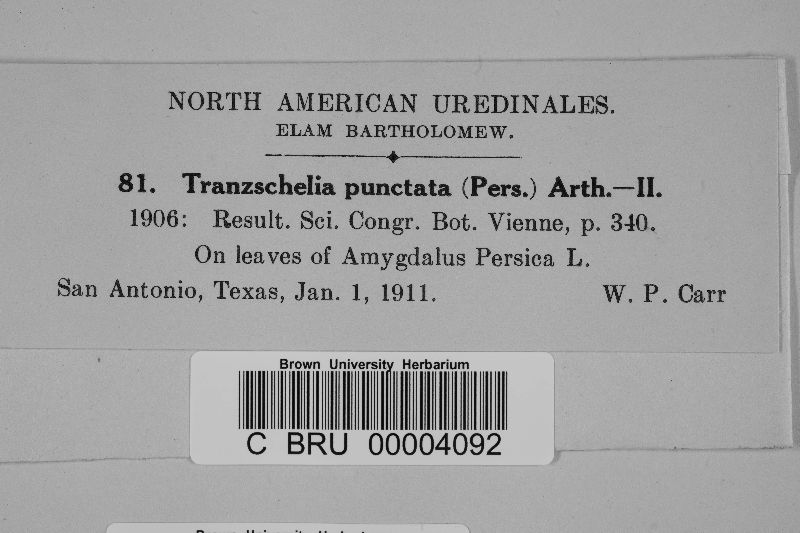 NORTH AMERICAN UREDINALES.
ELAM BARTHOLOMEW.
81. Tranzschelia punctata (Pers.) Arth.—II.
1906: Result. Sci. Congr. Bot. Vienne, p. 340.
On leaves of Amygdalus Persica L.
San Antonio, Texas, Jan. 1, 1911. W. P. Carr
Brown University Herbarium
C BRU 00004092